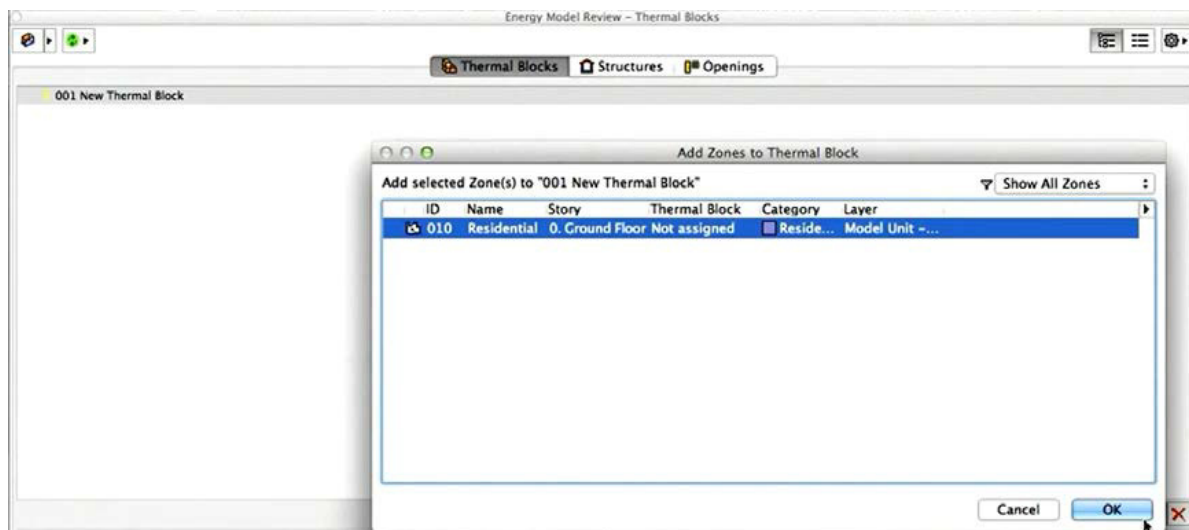 Energy Model Review - Thermal Blocks
Thermal Blocks Structures Openings
001 New Thermal Block
Add Zones to Thermal Block
Add selected Zone(s) to "001 New Thermal Block" Show All Zones
ID Name Story Thermal Block Category Layer
010 Residential 0. Ground Floor Not assigned Reside... Model Unit -...
Cancel OK